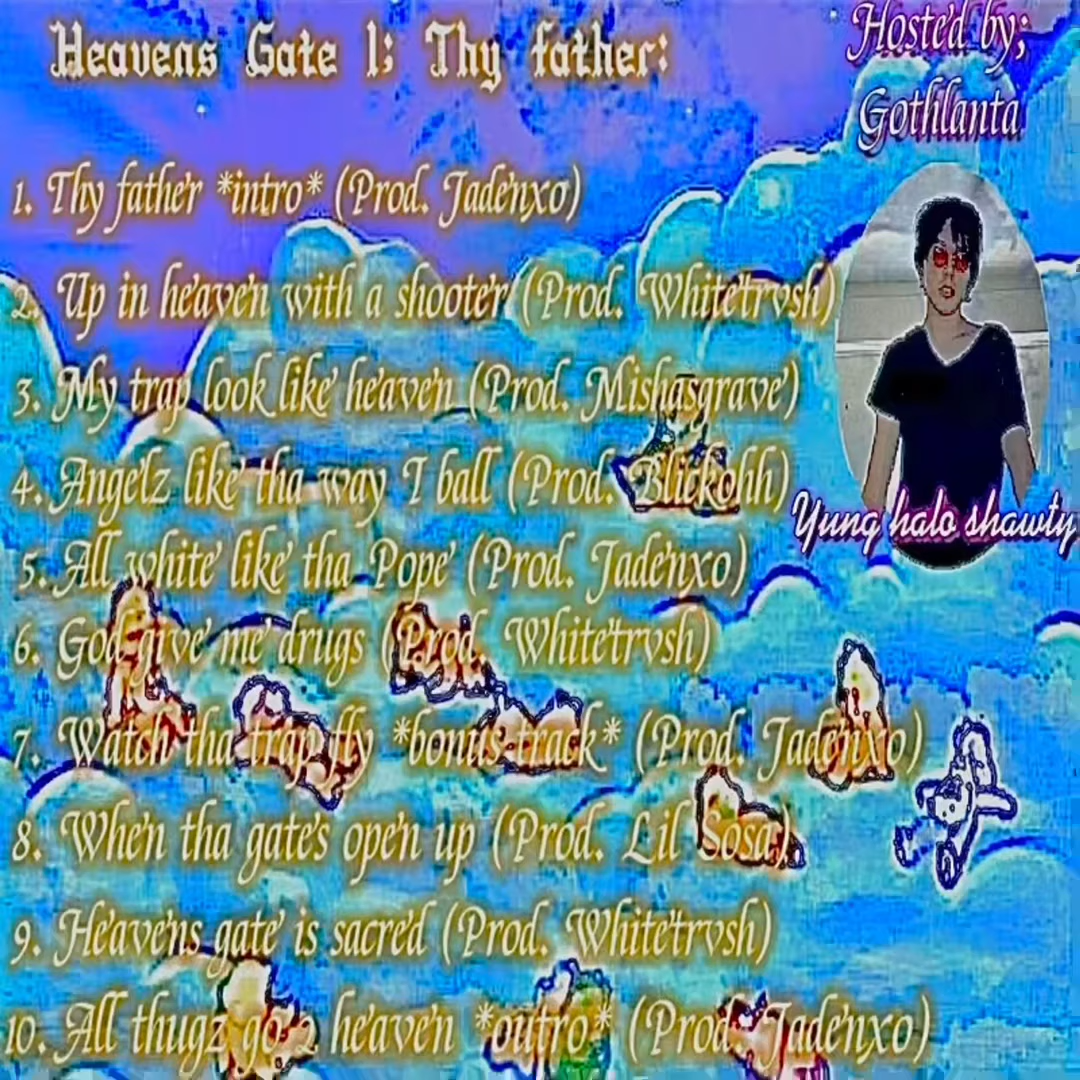 Heavens Gate 1; Thy father:
Hosted by;
Gothlanta
1. Thy father *intro* (Prod. Jadenxo)
2. Up in heaven with a shooter (Prod. Whitetrvsh)
3. My trap look like heaven (Prod. Mishasgrave)
4. Angelz like tha way I ball (Prod. Blickohh)
Yung halo shawty
5. All white like tha Pope (Prod. Jadenxo)
6. God give me drugs (Prod. Whitetrvsh)
7. Watch tha trap fly *bonus track* (Prod. Jadenxo)
8. When tha gates open up (Prod. Lil Sosa)
9. Heavens gate is sacred (Prod. Whitetrvsh)
10. All thugz go 2 heaven *outro* (Prod. Jadenxo)